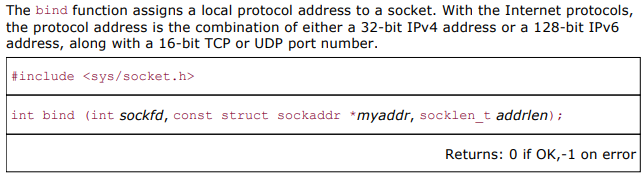 The bind function assigns a local protocol address to a socket. With the Internet protocols,
the protocol address is the combination of either a 32-bit IPv4 address or a 128-bit IPv6
address, along with a 16-bit TCP or UDP port number.
#include <sys/socket.h>
int bind (int sockfd, const struct sockaddr *myaddr, socklen_t addrlen);
Returns: 0 if OK,-1 on error